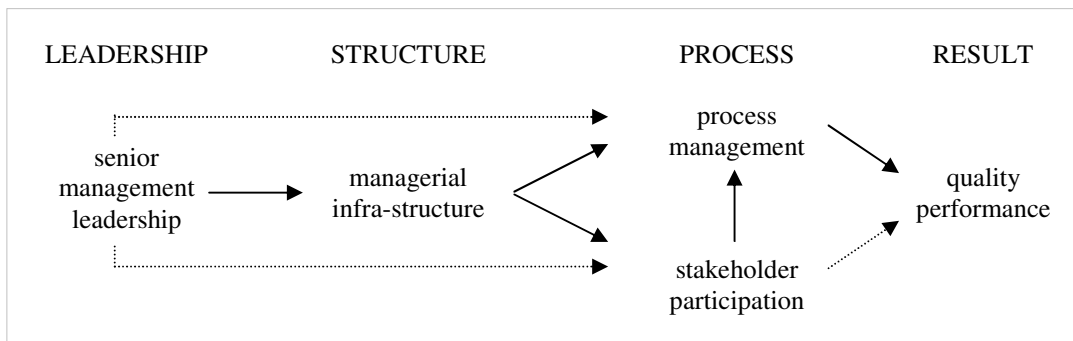 LEADERSHIP STRUCTURE PROCESS RESULT
senior
management
leadership
managerial
infra-structure
process
management
stakeholder
participation
quality
performance